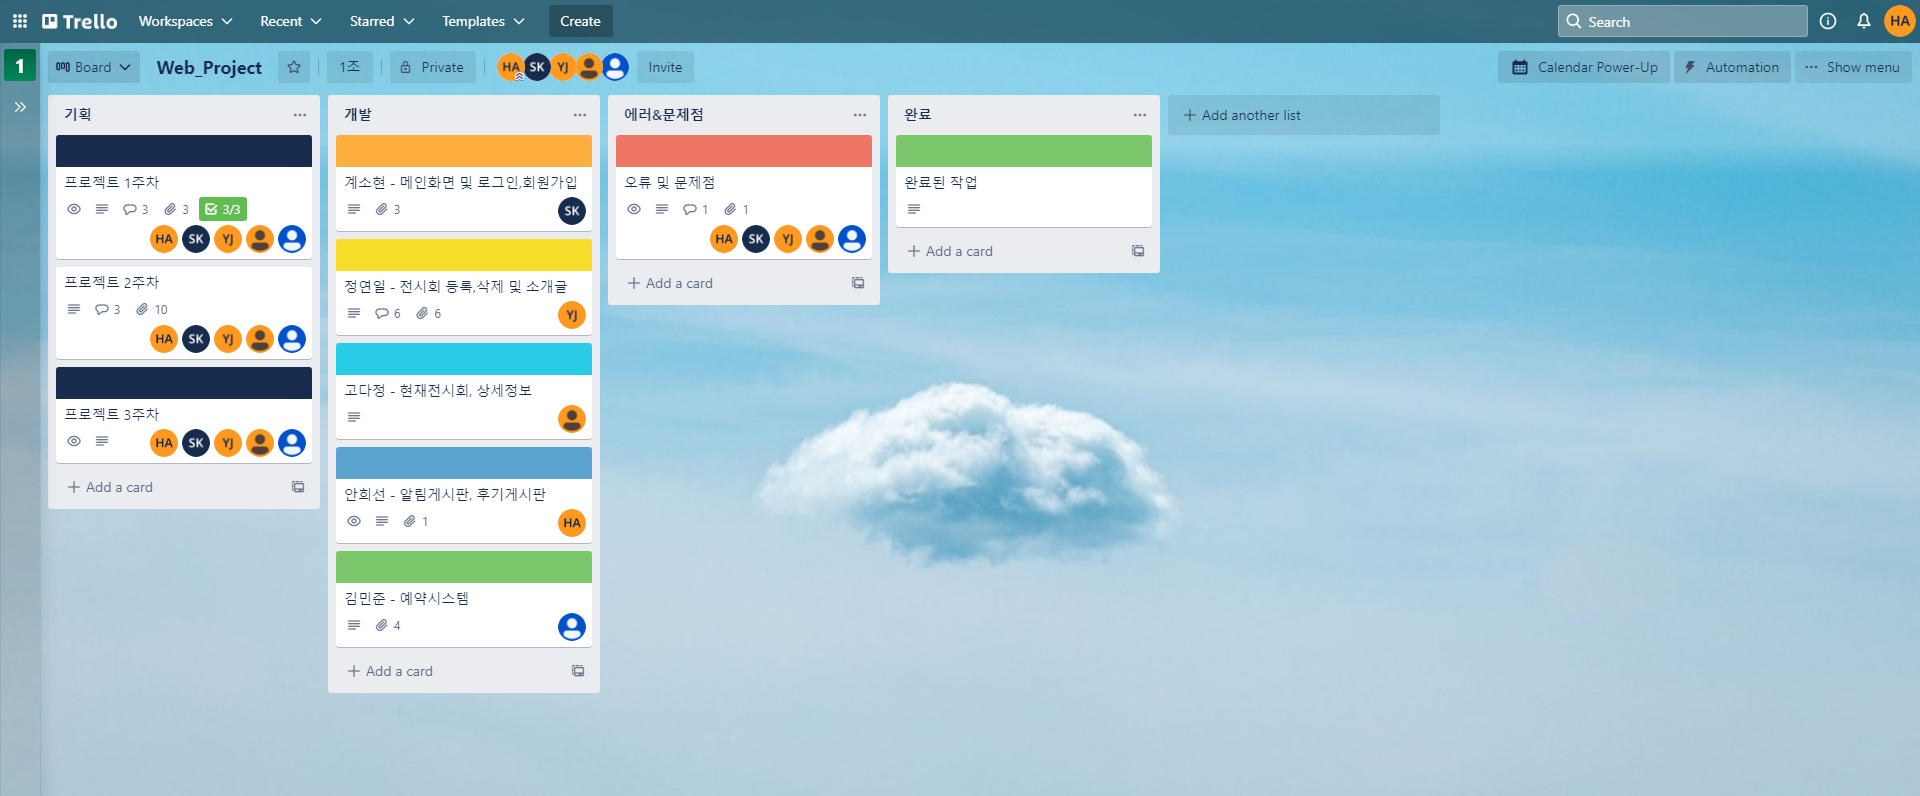 Trello Workspaces Recent Starred Templates Create Search HA
1 Board Web_Project 1조 Private HA SK YJ Invite Calendar Power-Up Automation Show menu
기획
프로젝트 1주차
3 3 3/3
HA SK YJ
프로젝트 2주차
3 10
HA SK YJ
프로젝트 3주차
HA SK YJ
Add a card
개발
계소현 - 메인화면 및 로그인,회원가입
3 SK
정연일 - 전시회 등록,삭제 및 소개글
6 6 YJ
고다정 - 현재전시회, 상세정보
안희선 - 알림게시판, 후기게시판
1 HA
김민준 - 예약시스템
4
Add a card
에러&문제점
오류 및 문제점
1 1
HA SK YJ
Add a card
완료
완료된 작업
Add a card
Add another list